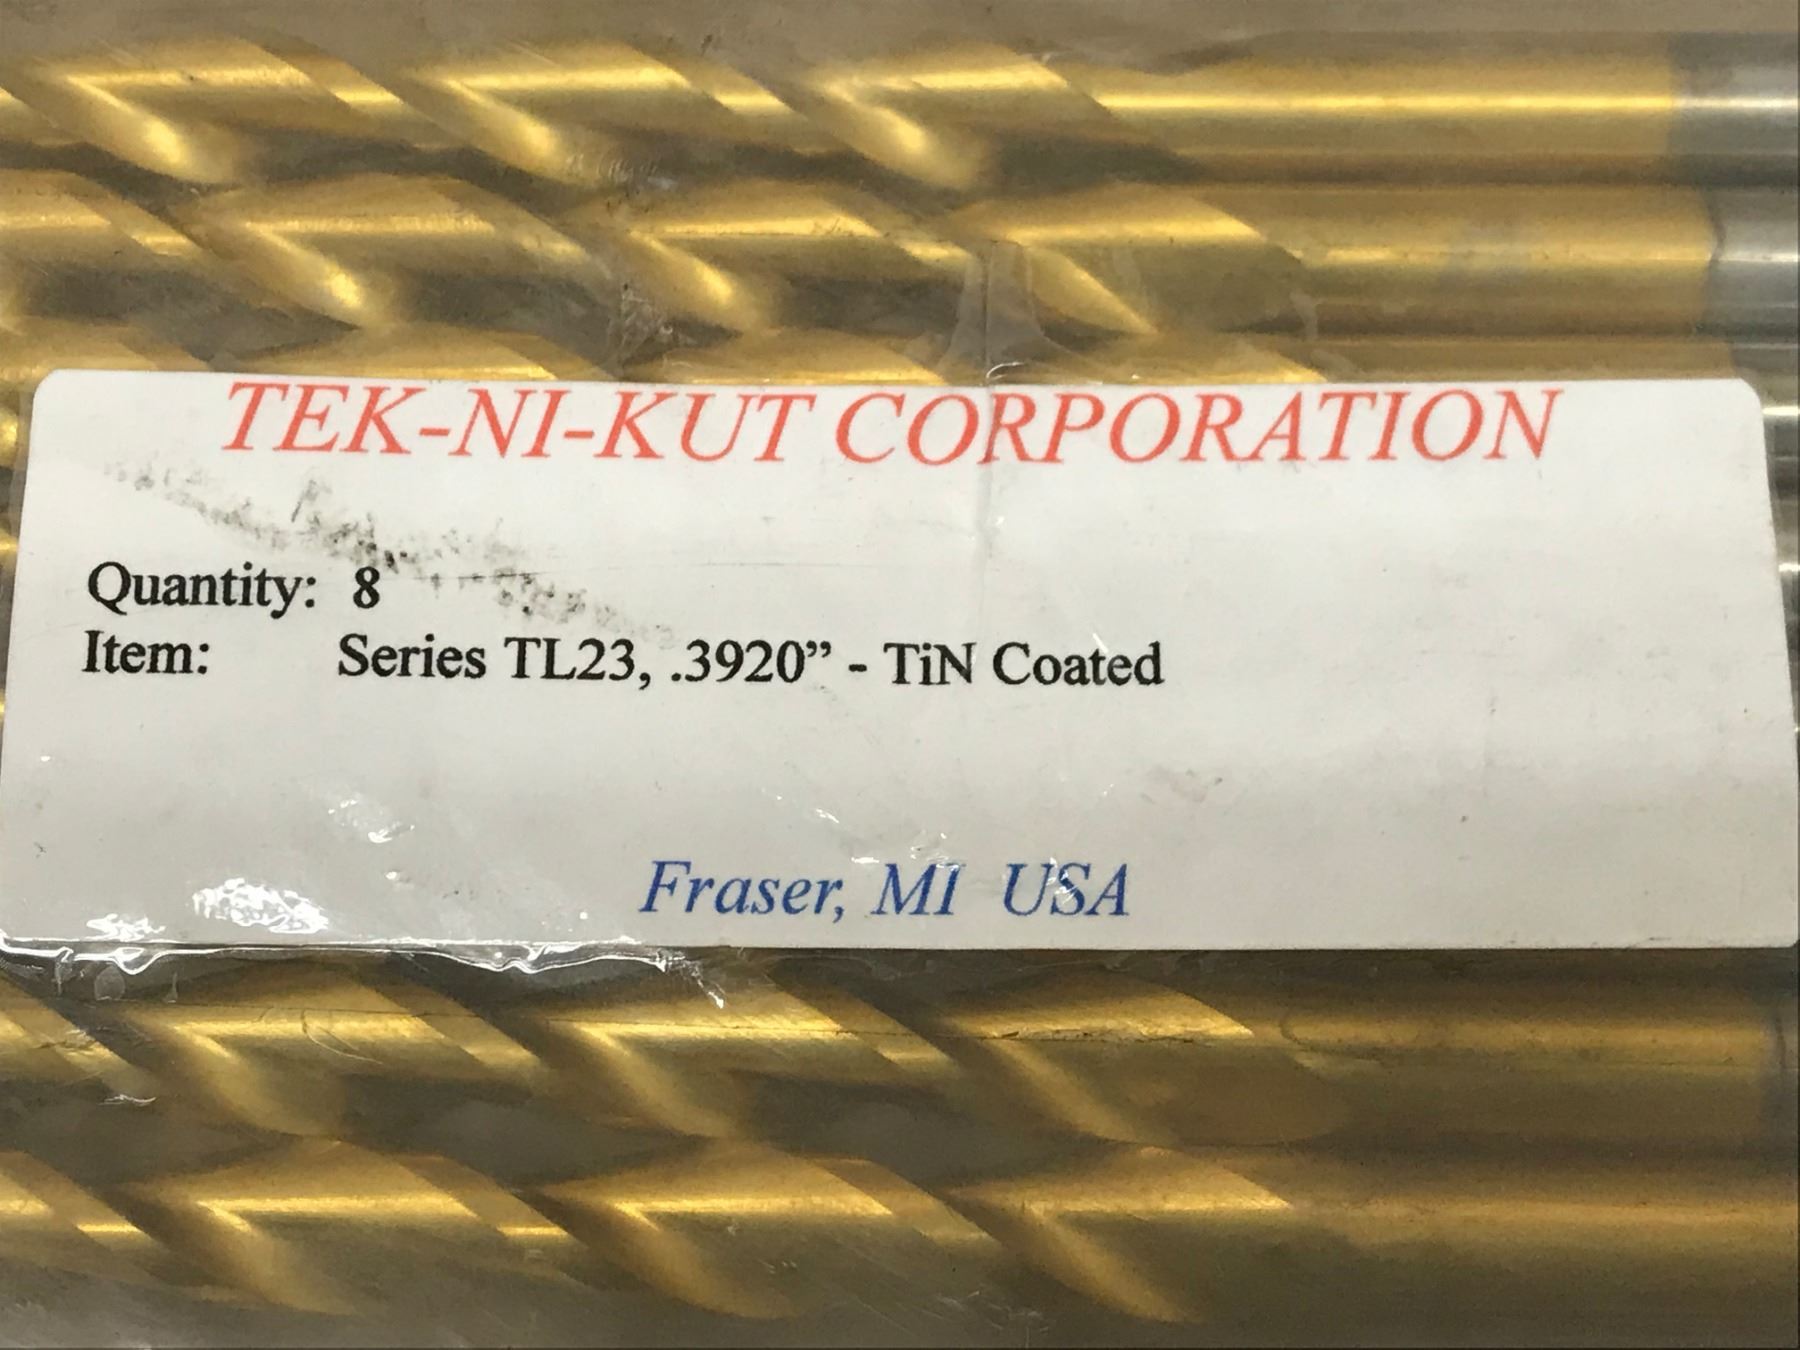 TEK-NI-KUT CORPORATION
Quantity: 8
Item: Series TL23, .3920” - TiN Coated
Fraser, MI USA